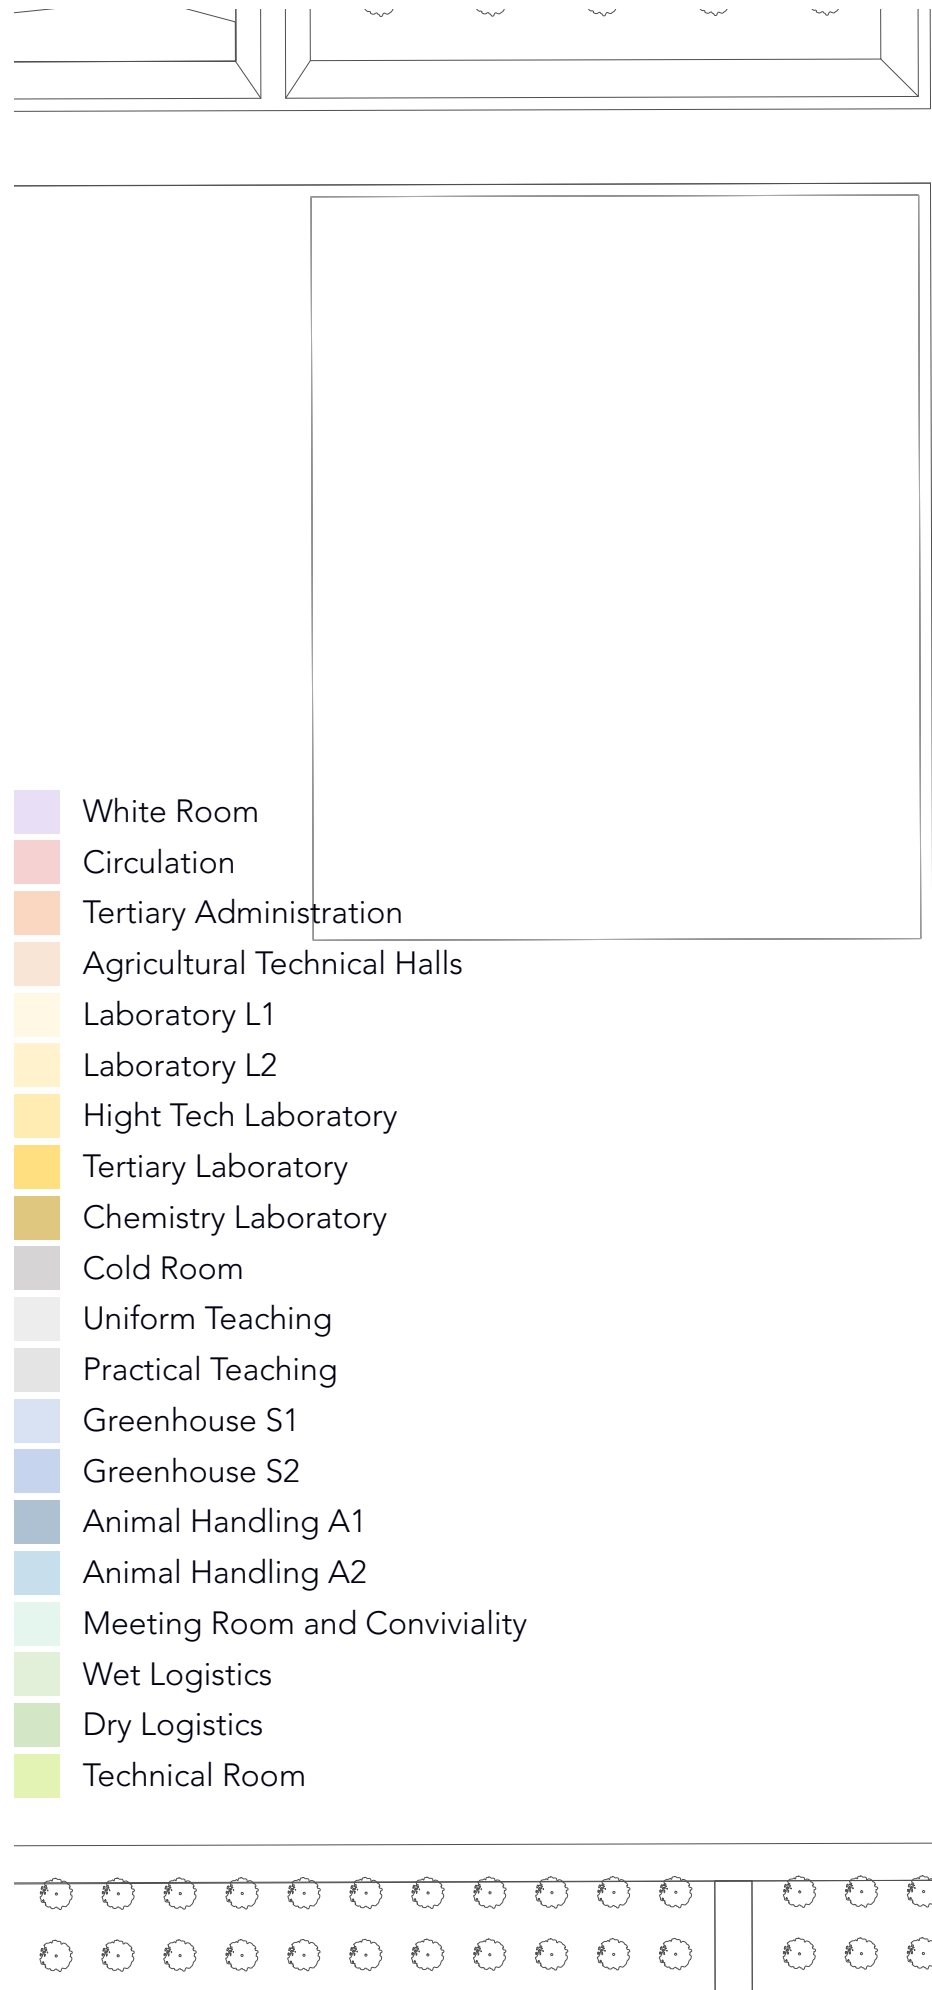 White Room
Circulation
Tertiary Administration
Agricultural Technical Halls
Laboratory L1
Laboratory L2
Hight Tech Laboratory
Tertiary Laboratory
Chemistry Laboratory
Cold Room
Uniform Teaching
Practical Teaching
Greenhouse S1
Greenhouse S2
Animal Handling A1
Animal Handling A2
Meeting Room and Conviviality
Wet Logistics
Dry Logistics
Technical Room